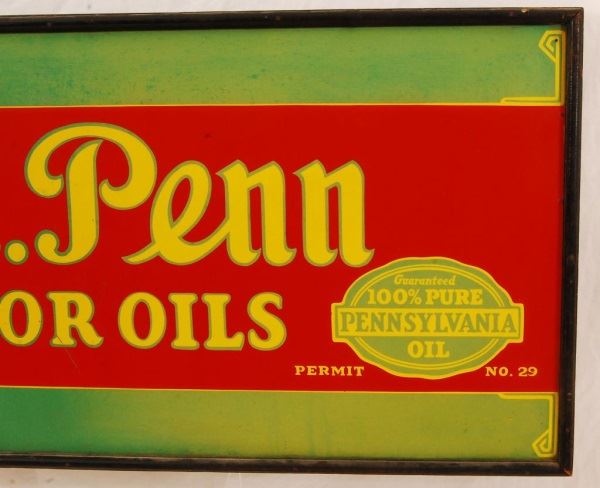 .Penn
OR OILS
Guaranteed
100% PURE
PENNSYLVANIA
OIL
PERMIT NO. 29